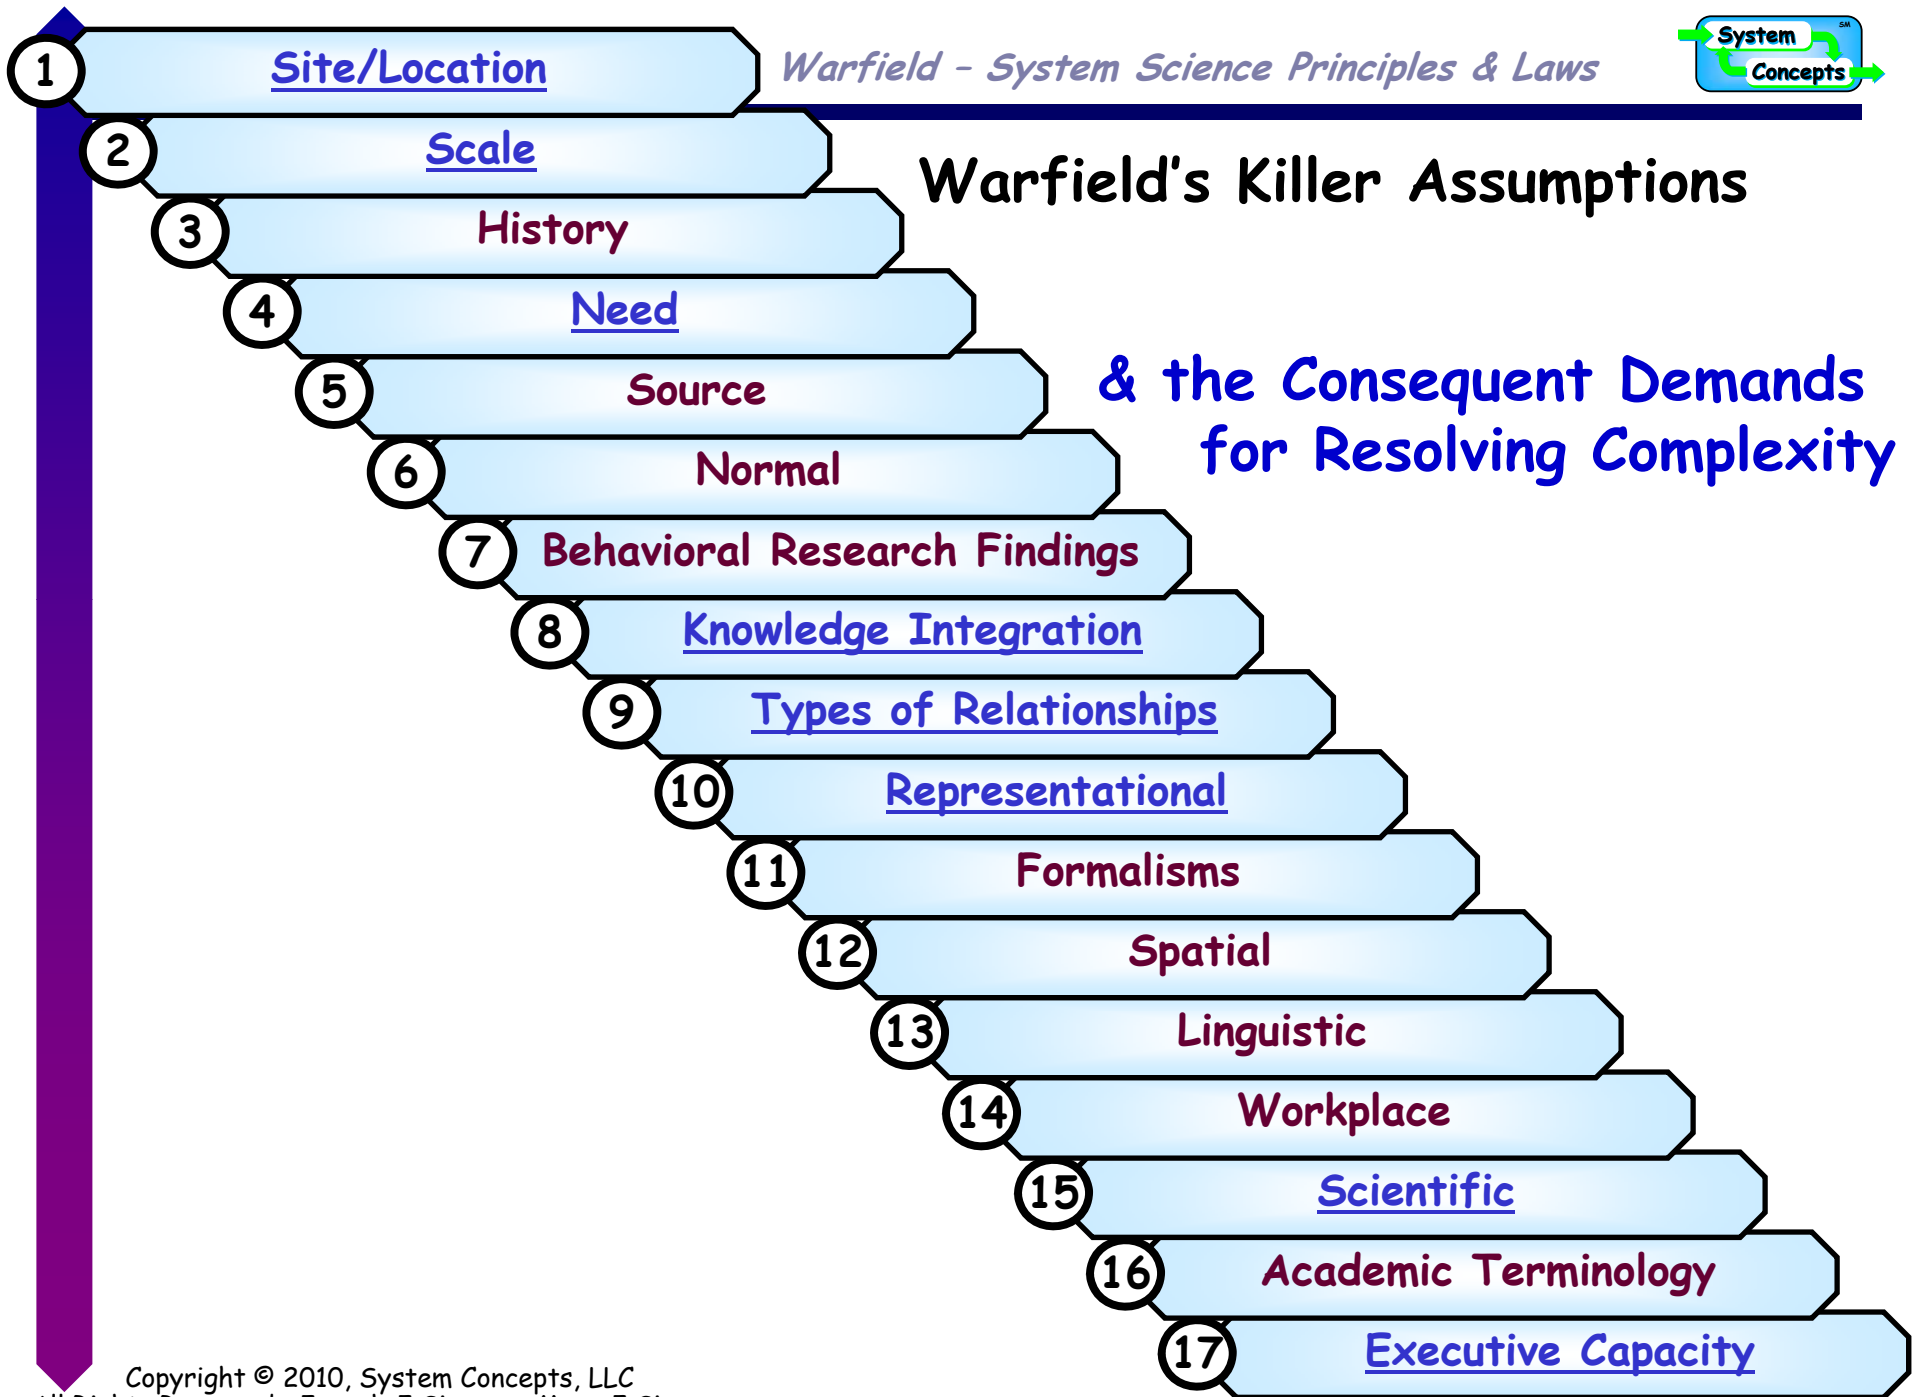 1 Site/Location
Warfield – System Science Principles & Laws
System SM
Concepts
2 Scale
Warfield's Killer Assumptions
3 History
4 Need
& the Consequent Demands
for Resolving Complexity
5 Source
6 Normal
7 Behavioral Research Findings
8 Knowledge Integration
9 Types of Relationships
10 Representational
11 Formalisms
12 Spatial
13 Linguistic
14 Workplace
15 Scientific
16 Academic Terminology
17 Executive Capacity
Copyright © 2010, System Concepts, LLC